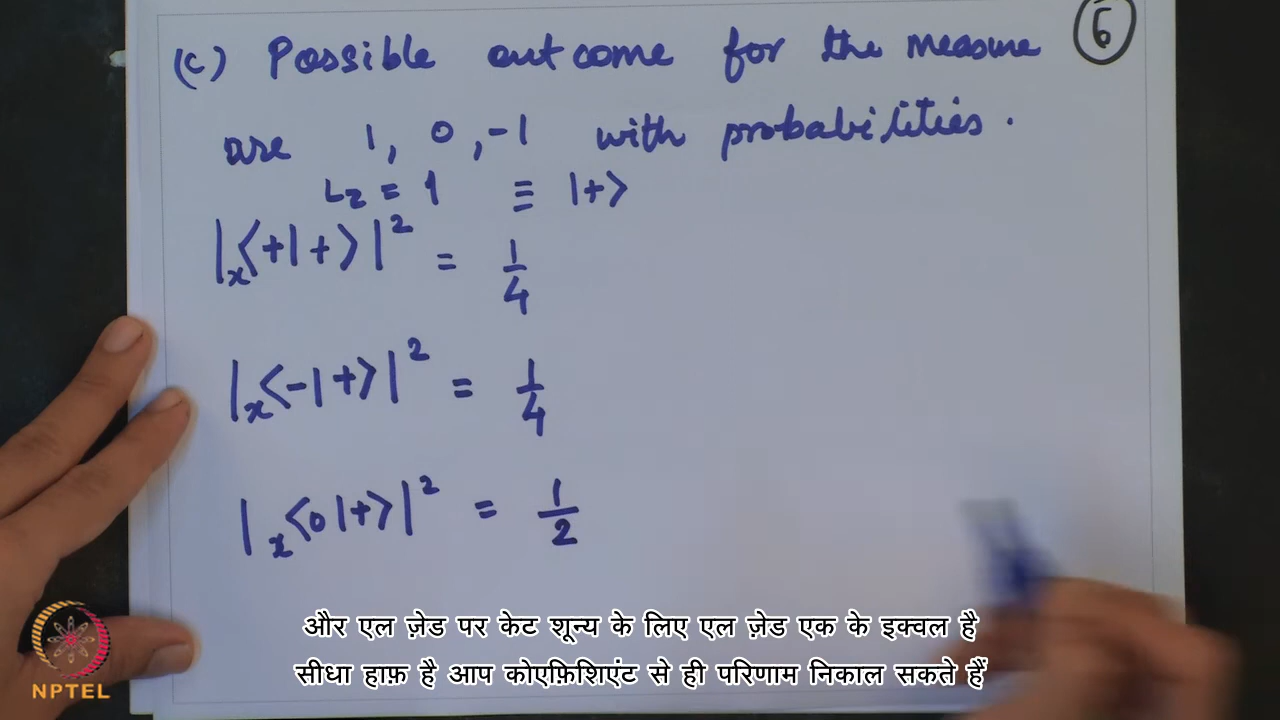 (c) Possible outcome for the measure
6
are 1, 0, -1 with probabilities.
Lz = 1 ≡ |+>
|x<+|+>|² = 1/4
|x<-|+>|² = 1/4
|x<0|+>|² = 1/2
और एल ज़ेड पर केट शून्य के लिए एल ज़ेड एक के इक्वल है
सीधा हाफ़ है आप कोएफ़िशिएंट से ही परिणाम निकाल सकते हैं
NPTEL